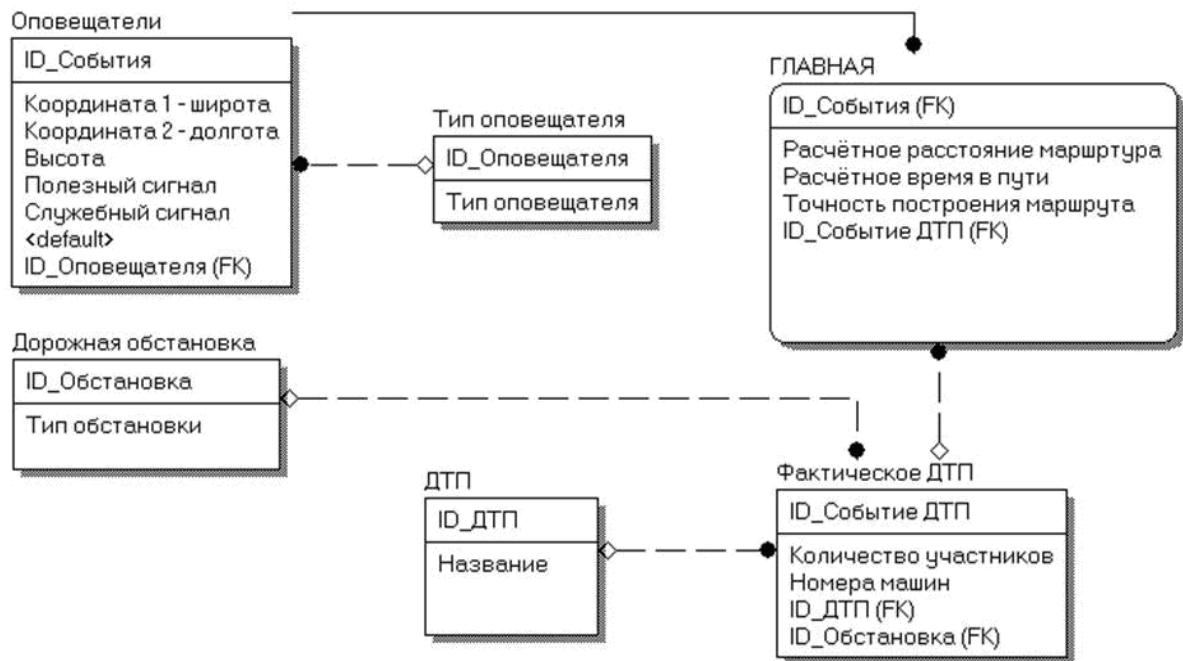 Оповещатели
ID_События
Координата 1 - широта
Координата 2 - долгота
Высота
Полезный сигнал
Служебный сигнал
<default>
ID_Оповещателя (FK)
Тип оповещателя
ID_Оповещателя
Тип оповещателя
ГЛАВНАЯ
ID_События (FK)
Расчётное расстояние маршртура
Расчётное время в пути
Точность построения маршрута
ID_Событие ДТП (FK)
Дорожная обстановка
ID_Обстановка
Тип обстановки
ДТП
ID_ДТП
Название
Фактическое ДТП
ID_Событие ДТП
Количество участников
Номера машин
ID_ДТП (FK)
ID_Обстановка (FK)